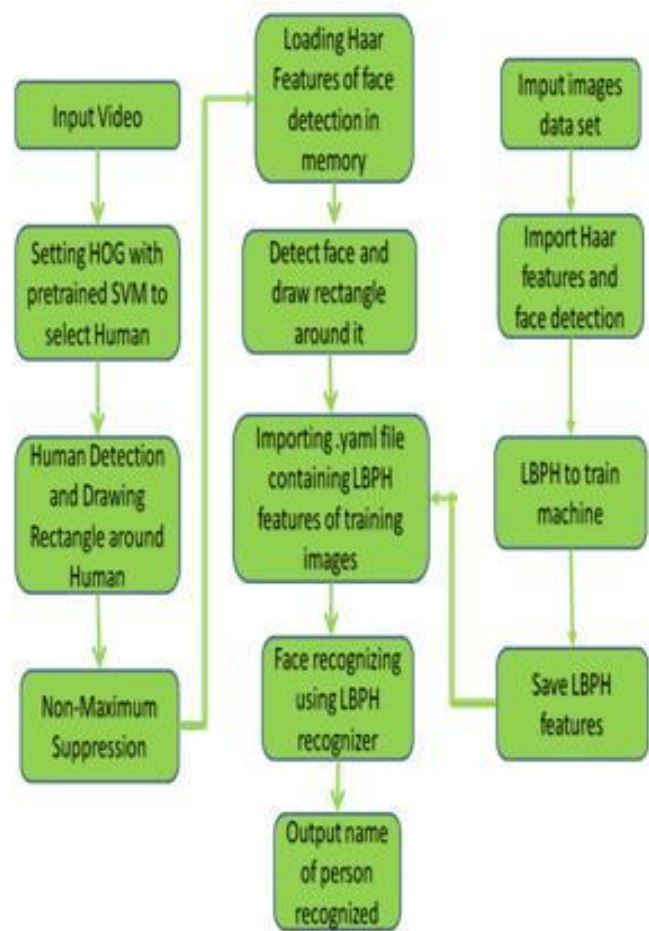 Input Video
Setting HOG with
pretrained SVM to
select Human
Human Detection
and Drawing
Rectangle around
Human
Non-Maximum
Suppression
Loading Haar
Features of face
detection in
memory
Detect face and
draw rectangle
around it
Importing .yaml file
containing LBPH
features of training
images
Face recognizing
using LBPH
recognizer
Output name
of person
recognized
Imput images
data set
Import Haar
features and
face detection
LBPH to train
machine
Save LBPH
features